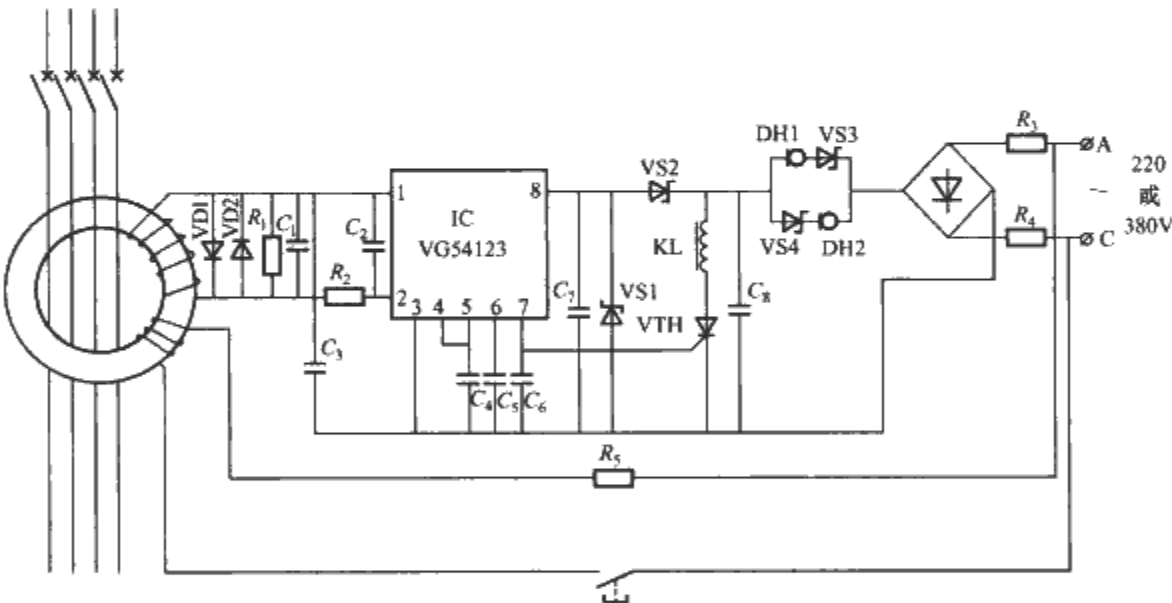 DH1 VS3
R₃
A
220
~ 或
380V
VS2
R₄
C
VS4 DH2
KL
1
8
IC
VG54123
2
3 4 5 6 7
VD1
VD2
R₁
C₁
C₂
R₂
C₃
C₄ C₅ C₆
C₇
VS1
VTH
C₈
R₅